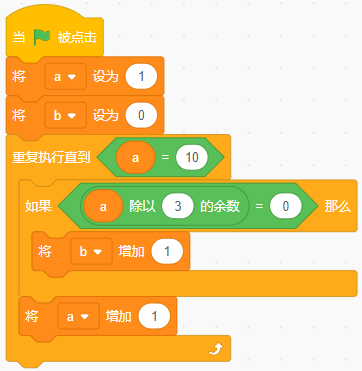 当 被点击
将 a 设为 1
将 b 设为 0
重复执行直到 a = 10
如果 a 除以 3 的余数 = 0 那么
将 b 增加 1
将 a 增加 1